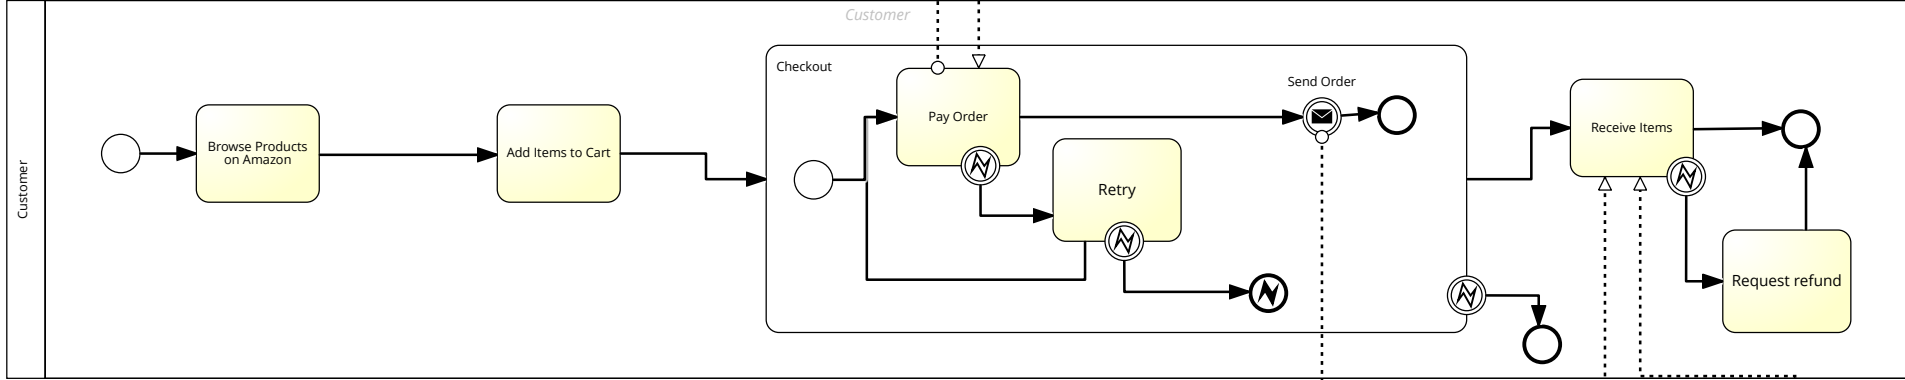 Customer
Customer
Checkout
Send Order
Pay Order
Browse Products
on Amazon
Add Items to Cart
Retry
Receive Items
Request refund